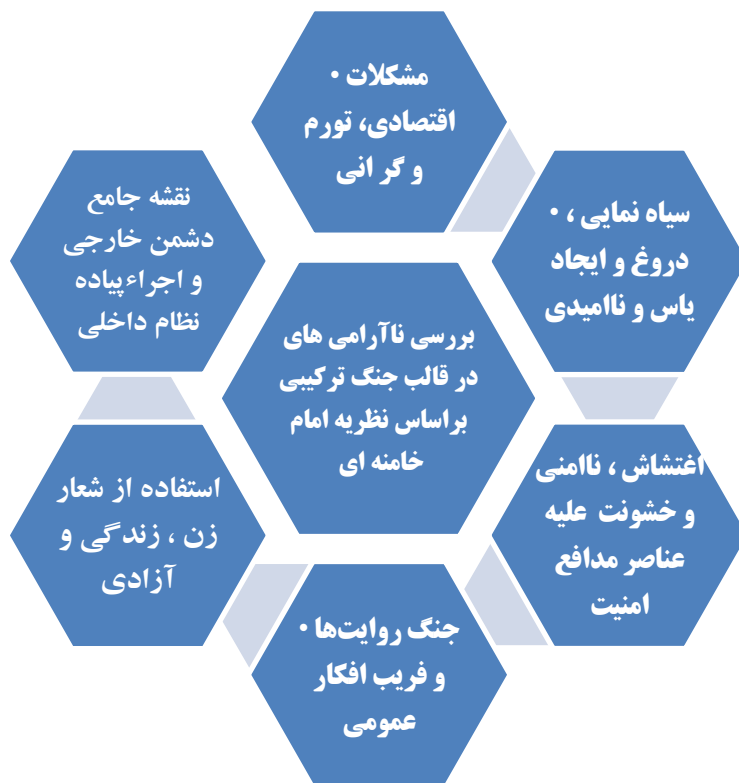 مشکلات •
اقتصادی، تورم
و گر انی
سیاه نمایی ، •
دروغ و ایجاد
یاس و ناامیدی
اغتشاش ، ناامنی
و خشونت علیه
عناصر مدافع
امنیت
جنگ روایت‌ها •
و فریب افکار
عمومی
استفاده از شعار
زن ، زندگی و
آزادی
نقشه جامع
دشمن خارجی
و اجراءپیاده
نظام داخلی
بررسی ناآرامی های
در قالب جنگ ترکیبی
براساس نظریه امام
خامنه ای